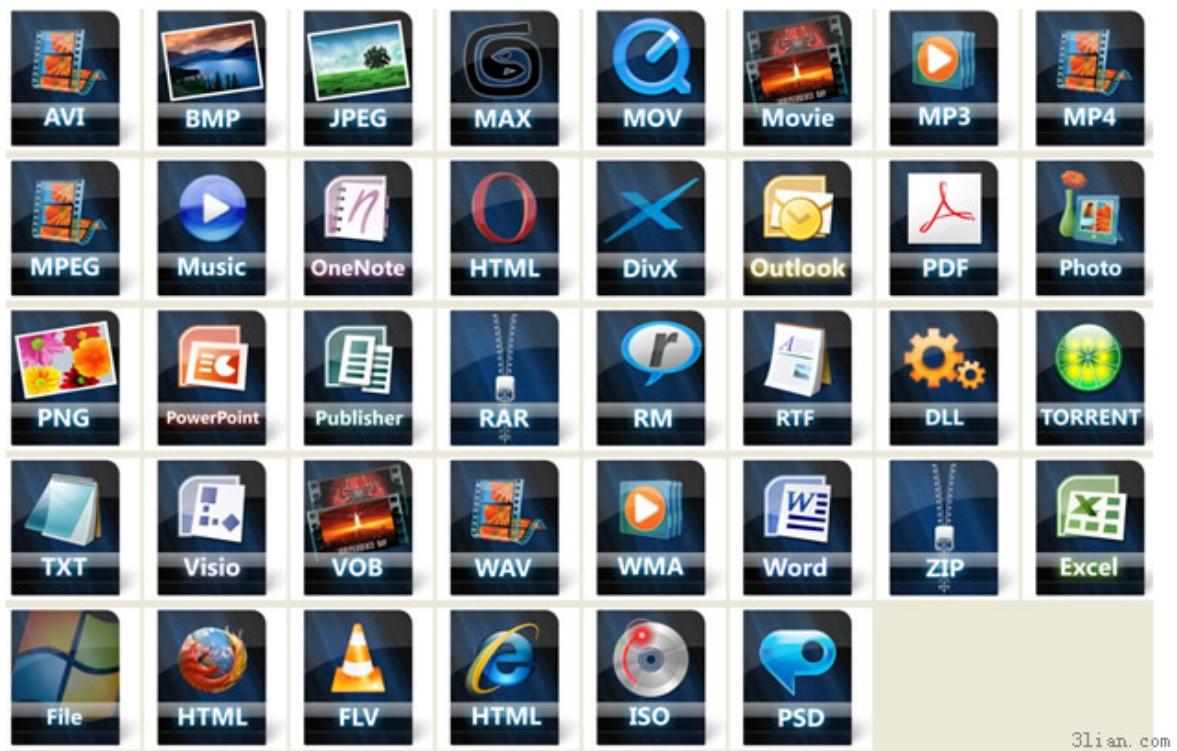 AVI BMP JPEG MAX MOV Movie MP3 MP4
MPEG Music OneNote HTML DivX Outlook PDF Photo
PNG PowerPoint Publisher RAR RM RTF DLL TORRENT
TXT Visio VOB WAV WMA Word ZIP Excel
File HTML FLV HTML ISO PSD
3lian.com